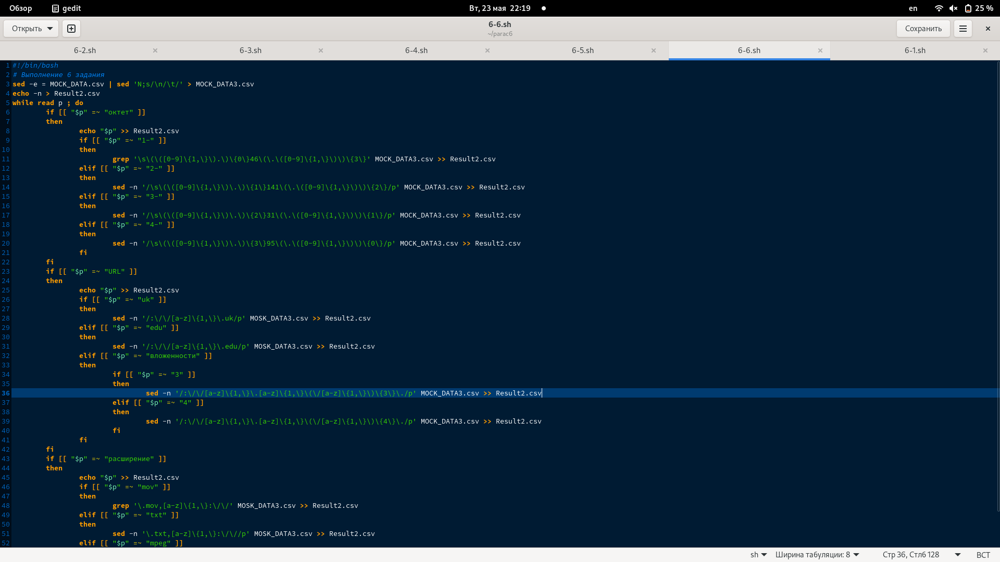 Обзор gedit Вт, 23 мая 22:19 en 25 %
Открыть 6-6.sh Сохранить
~/parac6
6-2.sh 6-3.sh 6-4.sh 6-5.sh 6-6.sh 6-1.sh
1 #!/bin/bash
2 # Выполнение 6 задания
3 sed -e = MOCK_DATA.csv | sed 'N;s/\n/\t/' > MOCK_DATA3.csv
4 echo -n > Result2.csv
5 while read p ; do
6 if [[ "$p" =~ "октет" ]]
7 then
8 echo "$p" >> Result2.csv
9 if [[ "$p" =~ "1-" ]]
10 then
11 grep '\s\(\([0-9]\{1,\}\).\)\{0\}46\(\.\([0-9]\{1,\}\)\)\{3\}' MOCK_DATA3.csv >> Result2.csv
12 elif [[ "$p" =~ "2-" ]]
13 then
14 sed -n '/\s\(\([0-9]\{1,\}\)\.\)\{1\}141\(\.\([0-9]\{1,\}\)\)\{2\}/p' MOCK_DATA3.csv >> Result2.csv
15 elif [[ "$p" =~ "3-" ]]
16 then
17 sed -n '/\s\(\([0-9]\{1,\}\)\.\)\{2\}31\(\.\([0-9]\{1,\}\)\)\{1\}/p' MOCK_DATA3.csv >> Result2.csv
18 elif [[ "$p" =~ "4-" ]]
19 then
20 sed -n '/\s\(\([0-9]\{1,\}\)\.\)\{3\}95\(\.\([0-9]\{1,\}\)\)\{0\}/p' MOCK_DATA3.csv >> Result2.csv
21 fi
22 fi
23 if [[ "$p" =~ "URL" ]]
24 then
25 echo "$p" >> Result2.csv
26 if [[ "$p" =~ "uk" ]]
27 then
28 sed -n '/:\/\/[a-z]\{1,\}\.uk/p' MOSK_DATA3.csv >> Result2.csv
29 elif [[ "$p" =~ "edu" ]]
30 then
31 sed -n '/:\/\/[a-z]\{1,\}\.edu/p' MOSK_DATA3.csv >> Result2.csv
32 elif [[ "$p" =~ "вложенности" ]]
33 then
34 if [[ "$p" =~ "3" ]]
35 then
36 sed -n '/:\/\/[a-z]\{1,\}\.[a-z]\{1,\}\(\/[a-z]\{1,\}\)\{3\}\./p' MOCK_DATA3.csv >> Result2.csv
37 elif [[ "$p" =~ "4" ]]
38 then
39 sed -n '/:\/\/[a-z]\{1,\}\.[a-z]\{1,\}\(\/[a-z]\{1,\}\)\{4\}\./p' MOCK_DATA3.csv >> Result2.csv
40 fi
41 fi
42 fi
43 if [[ "$p" =~ "расширение" ]]
44 then
45 echo "$p" >> Result2.csv
46 if [[ "$p" =~ "mov" ]]
47 then
48 grep '\.mov,[a-z]\{1,\}:\/\/' MOSK_DATA3.csv >> Result2.csv
49 elif [[ "$p" =~ "txt" ]]
50 then
51 sed -n '\.txt,[a-z]\{1,\}:\/\//p' MOSK_DATA3.csv >> Result2.csv
52 elif [[ "$p" =~ "mpeg" ]]
sh Ширина табуляции: 8 Стр 36, Стлб 128 ВСТ